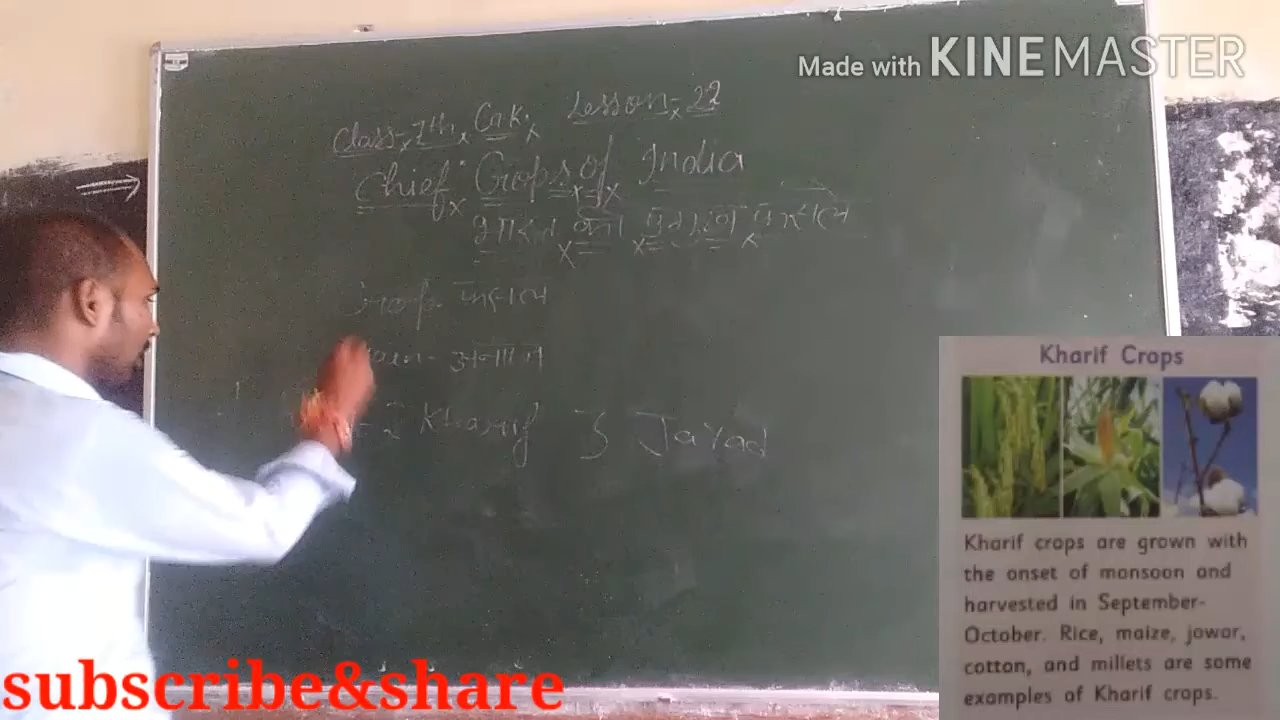 Made with KINEMASTER
Class-7th G.K. Lesson-22
Chief Crops of India
भारत की प्रमुख फसल
फसल
अनाज
2 Kharif 3 Jayad
Kharif Crops
Kharif crops are grown with
the onset of monsoon and
harvested in September-
October. Rice, maize, jowar,
cotton, and millets are some
examples of Kharif crops.
subscribe&share